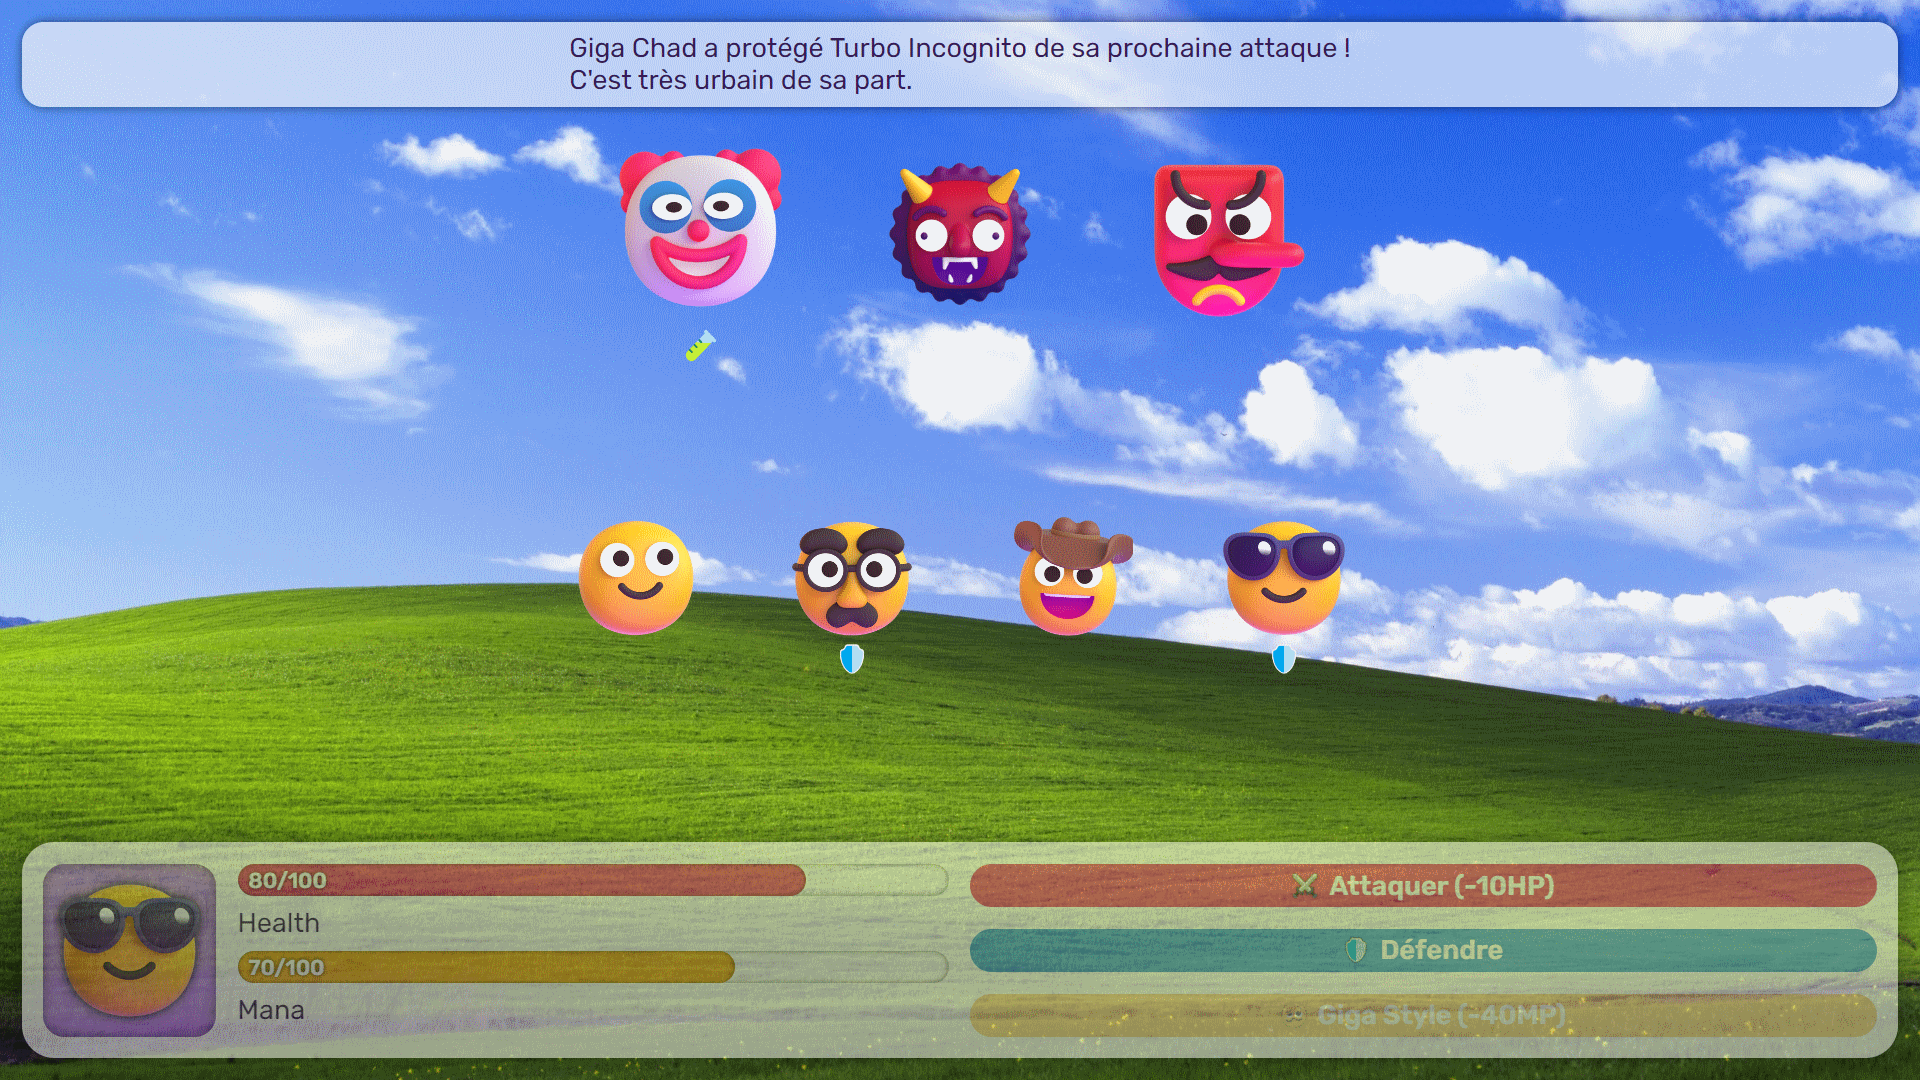 Giga Chad a protégé Turbo Incognito de sa prochaine attaque !
C'est très urbain de sa part.
80/100
Health
70/100
Mana
Attaquer (-10HP)
Défendre
Giga Style (-40MP)